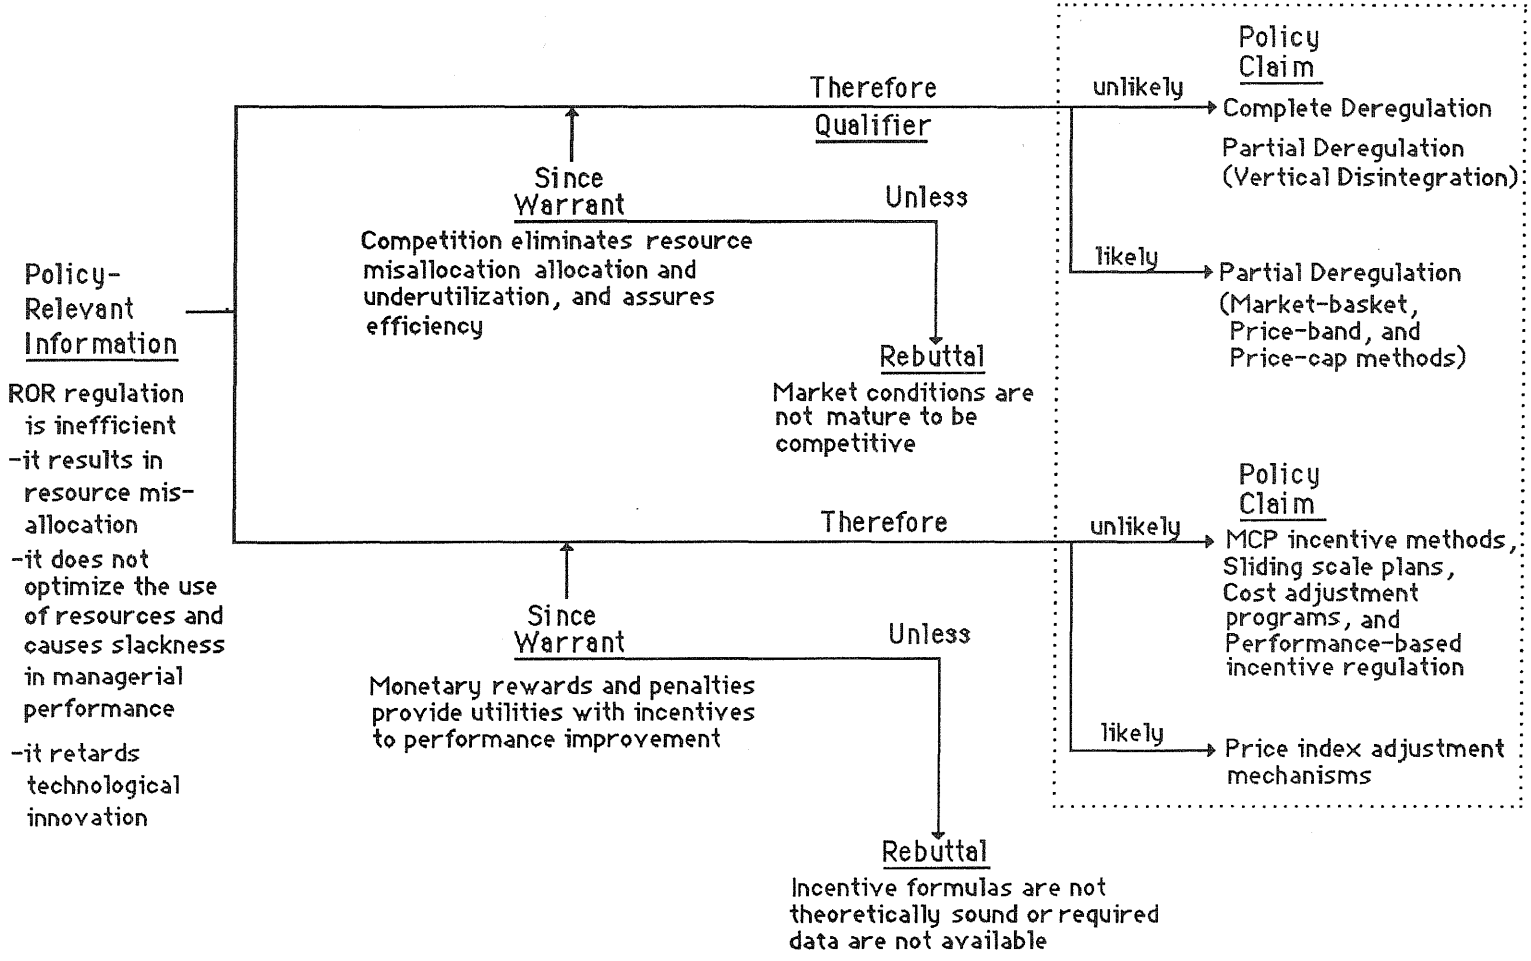 Policy-
Relevant
Information
ROR regulation
is inefficient
-it results in
resource mis-
allocation
-it does not
optimize the use
of resources and
causes slackness
in managerial
performance
-it retards
technological
innovation
Therefore
Qualifier
Since
Warrant
Competition eliminates resource
misallocation allocation and
underutilization, and assures
efficiency
Unless
Rebuttal
Market conditions are
not mature to be
competitive
unlikely
Policy
Claim
Complete Deregulation
Partial Deregulation
(Vertical Disintegration)
likely
Partial Deregulation
(Market-basket,
Price-band, and
Price-cap methods)
Therefore
Since
Warrant
Monetary rewards and penalties
provide utilities with incentives
to performance improvement
Unless
Rebuttal
Incentive formulas are not
theoretically sound or required
data are not available
unlikely
Policy
Claim
MCP incentive methods,
Sliding scale plans,
Cost adjustment
programs, and
Performance-based
incentive regulation
likely
Price index adjustment
mechanisms